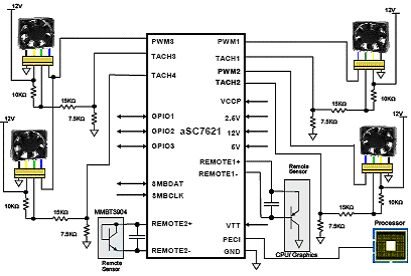 12V
12V
PWM3
PWM1
TACH3
TACH1
TACH4
PWM2
TACH2
10KΩ
15KΩ
7.5KΩ
15KΩ
10KΩ
7.5KΩ
VCCP
2.5V
12V
5V
GPIO1
GPIO2
GPIO3
aSC7621
12V
12V
REMOTE1+
REMOTE1-
Remote
Sensor
SMBDAT
SMBCLK
10KΩ
15KΩ
7.5KΩ
15KΩ
10KΩ
7.5KΩ
MMBT3904
REMOTE2+
REMOTE2-
Remote
Sensor
VTT
PECI
GND
CPU/ Graphics
Processor